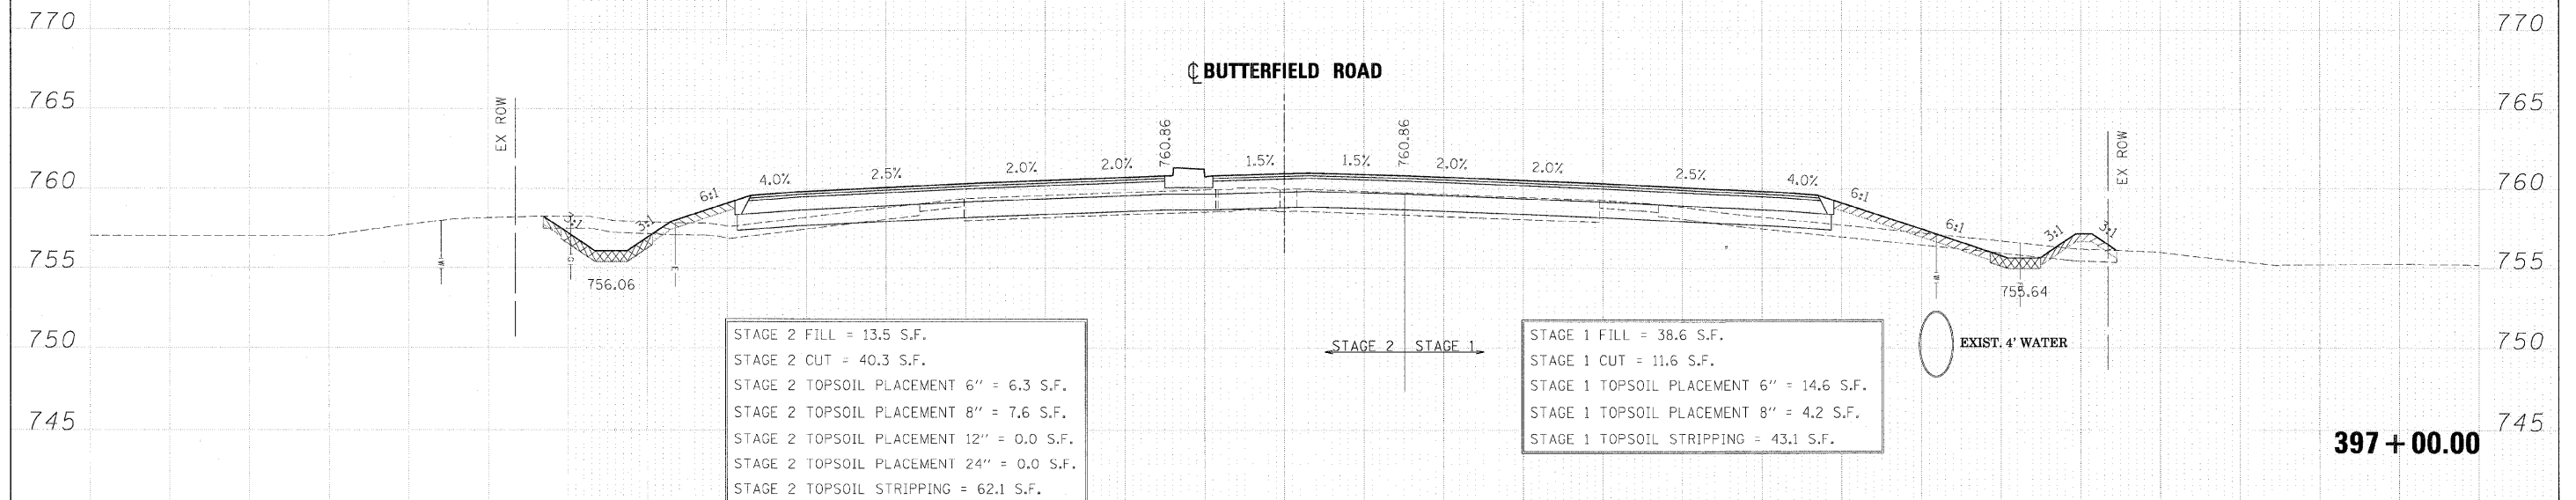 770
770
℄ BUTTERFIELD ROAD
765
EX ROW
760.86
760.86
EX ROW
765
760
3:1
3:1
6:1
4.0%
2.5%
2.0%
2.0%
1.5%
1.5%
2.0%
2.0%
2.5%
4.0%
6:1
6:1
3:1
3:1
760
755
W
G
E
756.06
W
755.64
755
750
STAGE 2 STAGE 1
EXIST. 4' WATER
750
STAGE 2 FILL = 13.5 S.F.
STAGE 2 CUT = 40.3 S.F.
STAGE 2 TOPSOIL PLACEMENT 6'' = 6.3 S.F.
STAGE 2 TOPSOIL PLACEMENT 8'' = 7.6 S.F.
STAGE 2 TOPSOIL PLACEMENT 12'' = 0.0 S.F.
STAGE 2 TOPSOIL PLACEMENT 24'' = 0.0 S.F.
STAGE 2 TOPSOIL STRIPPING = 62.1 S.F.
STAGE 1 FILL = 38.6 S.F.
STAGE 1 CUT = 11.6 S.F.
STAGE 1 TOPSOIL PLACEMENT 6'' = 14.6 S.F.
STAGE 1 TOPSOIL PLACEMENT 8'' = 4.2 S.F.
STAGE 1 TOPSOIL STRIPPING = 43.1 S.F.
745
745
397+00.00